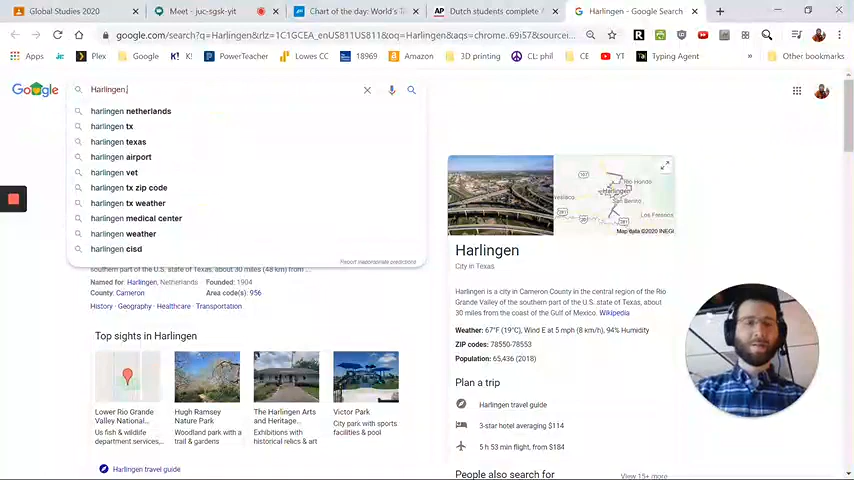 Global Studies 2020
Meet - juc-sgsk-yit
Chart of the day: World's T
AP Dutch students complete A
Harlingen - Google Search
google.com/search?q=Harlingen&rlz=1C1GCEA_enUS811US811&oq=Harlingen&aqs=chrome..69i57&sourcei...
Apps
PL
G
PowerTeacher
Lowes CC
18969
Amazon
3D printing
CL: phil
CE
YT
Typing Agent
Other bookmarks
Google
Harlingen,
harlingen netherlands
harlingen tx
harlingen texas
harlingen airport
harlingen vet
harlingen tx zip code
harlingen tx weather
harlingen medical center
harlingen weather
harlingen cisd
Report inappropriate predictions
southern part of the U.S. state of Texas, about 30 miles (48 km) from ...
Named for: Harlingen, Netherlands Founded: 1904
County: Cameron Area code(s): 956
History · Geography · Healthcare · Transportation
Top sights in Harlingen
Lower Rio Grande
Valley National...
Us fish & wildlife
department services,...
Hugh Ramsey
Nature Park
Woodland park with a
trail & gardens
The Harlingen Arts
and Heritage...
Exhibitions with
historical relics & art
Victor Park
City park with sports
facilities & pool
Harlingen travel guide
Rio Hondo
Harlingen
San Benito
Los Fresnos
Map data ©2020 INEGI
Harlingen
City in Texas
Harlingen is a city in Cameron County in the central region of the Rio
Grande Valley of the southern part of the U.S. state of Texas, about
30 miles from the coast of the Gulf of Mexico. Wikipedia
Weather: 67°F (19°C), Wind E at 5 mph (8 km/h), 94% Humidity
ZIP codes: 78550-78553
Population: 65,436 (2018)
Plan a trip
Harlingen travel guide
3-star hotel averaging $114
5 h 53 min flight, from $184
People also search for
View 15+ more